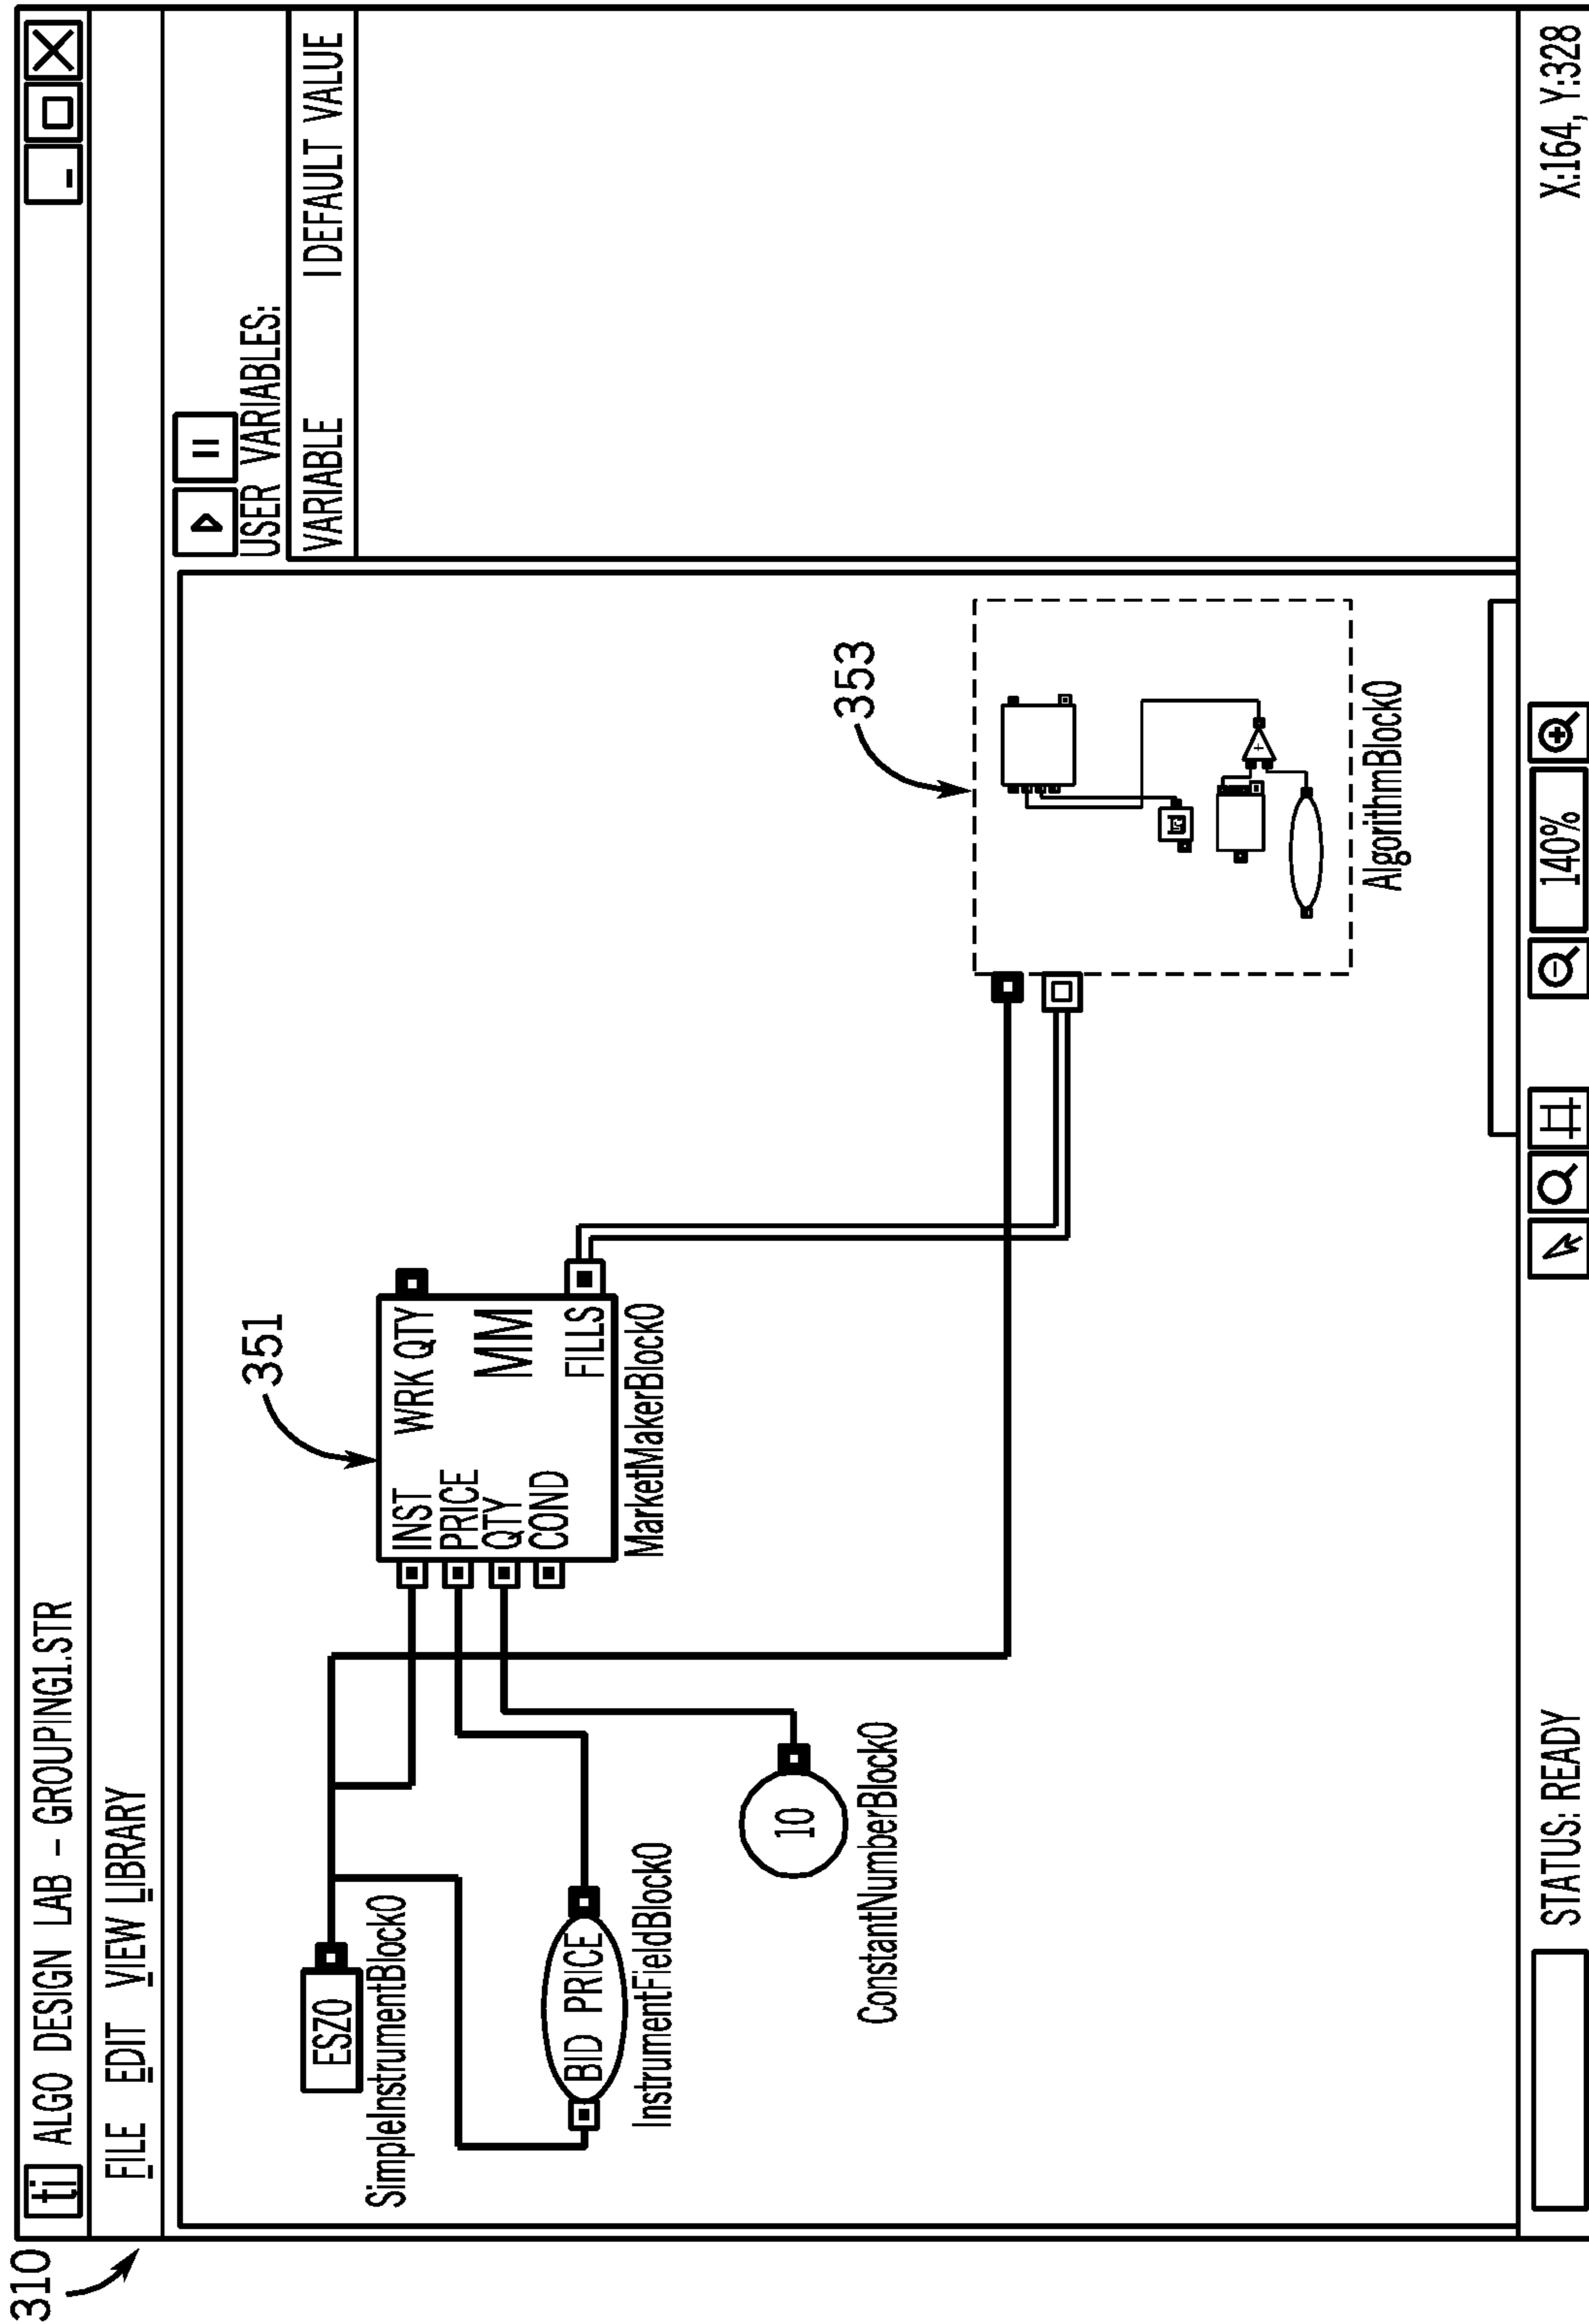 310
ti ALGO DESIGN LAB – GROUPING1.STR
FILE EDIT VIEW LIBRARY
USER VARIABLES:
VARIABLE IDEFAULT VALUE
351
ESZ0
SimpleInstrumentBlock0
INST WRK QTY
PRICE
QTY MM
COND
FILLS
MarketMakerBlock0
BID PRICE
InstrumentFieldBlock0
10
ConstantNumberBlock0
353
+
AlgorithmBlock0
STATUS: READY 140% X:164, Y:328